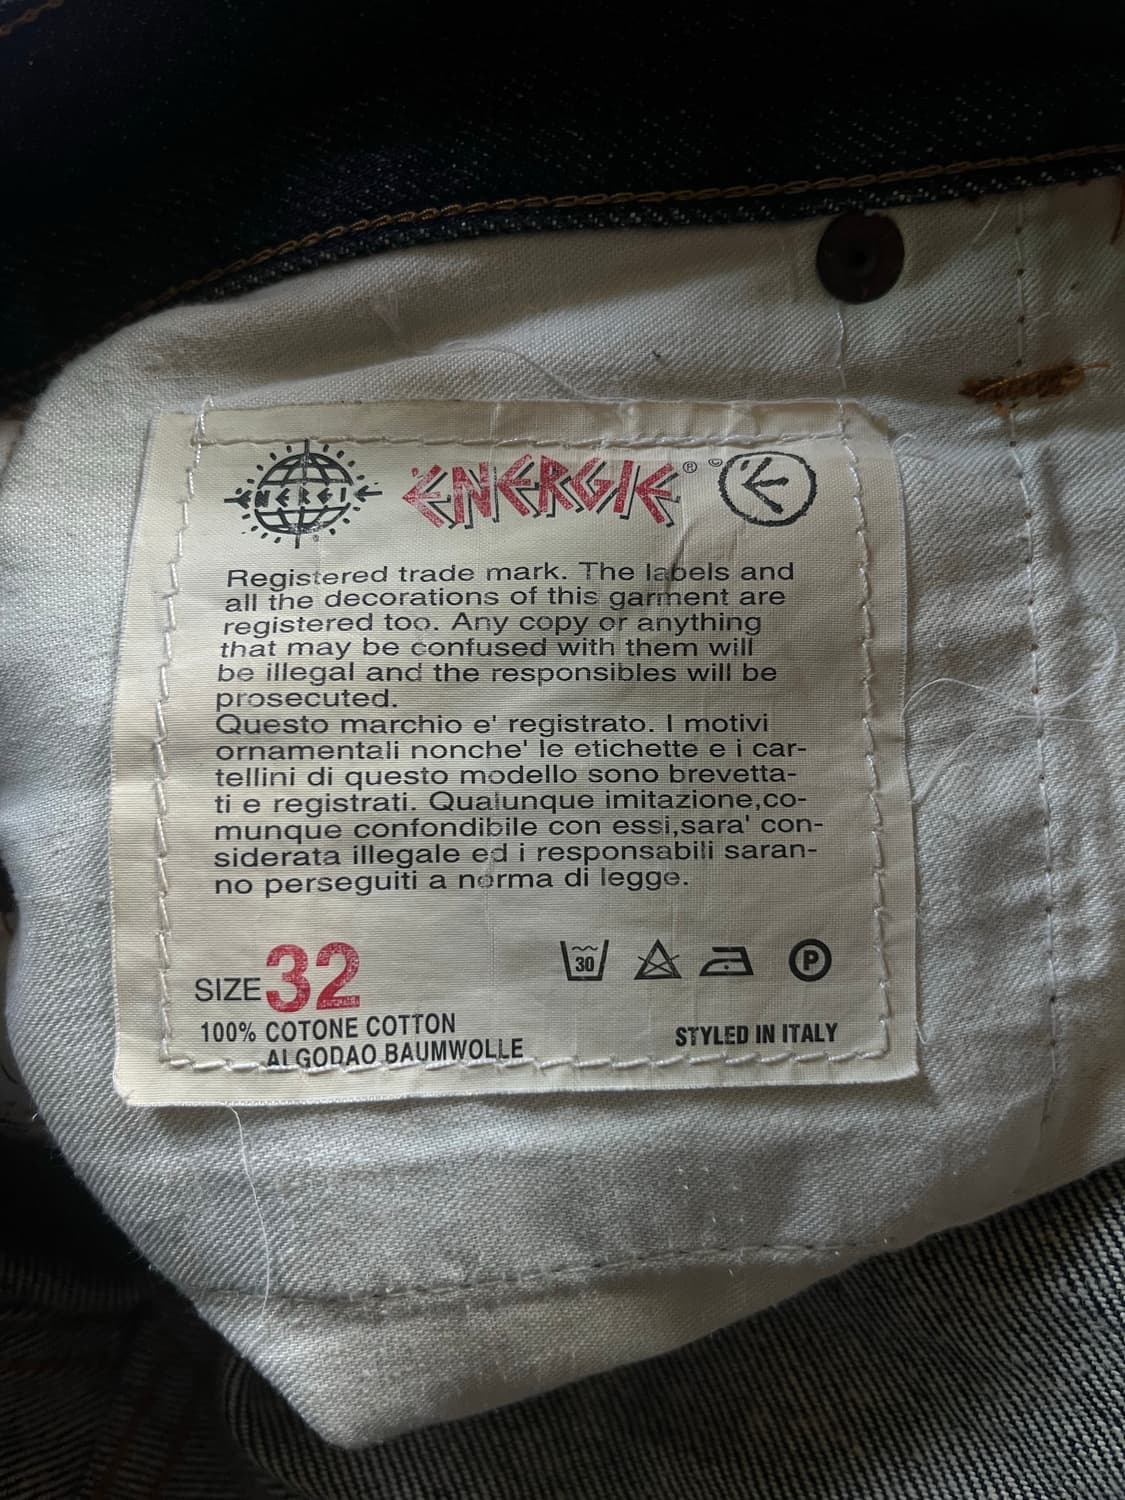 ENERGIE
ENERGIE® ©
Registered trade mark. The labels and
all the decorations of this garment are
registered too. Any copy or anything
that may be confused with them will
be illegal and the responsibles will be
prosecuted.
Questo marchio e' registrato. I motivi
ornamentali nonche' le etichette e i car-
tellini di questo modello sono brevetta-
ti e registrati. Qualunque imitazione,co-
munque confondibile con essi,sara' con-
siderata illegale ed i responsabili saran-
no perseguiti a norma di legge.
SIZE 32
30 P
100% COTONE COTTON
ALGODAO BAUMWOLLE
STYLED IN ITALY